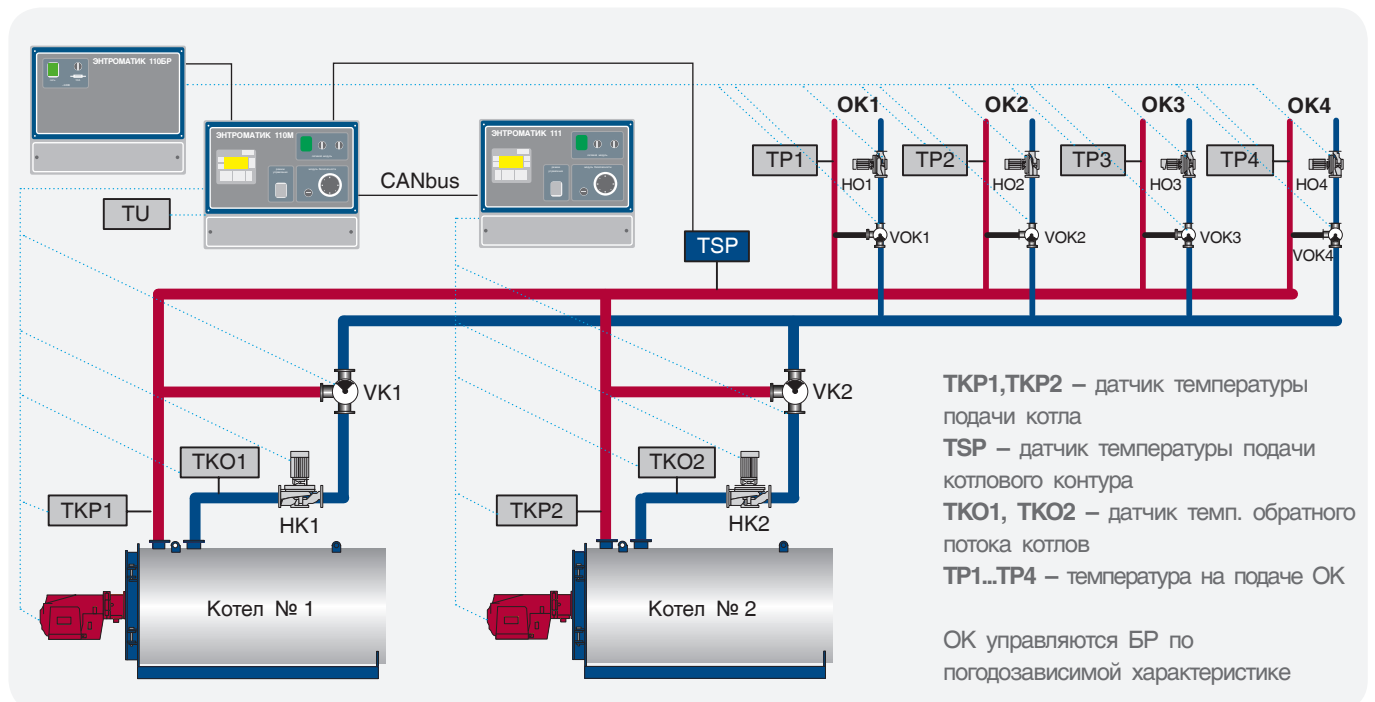 ЭНТРОМАТИК 110БР
ЭНТРОМАТИК 110М
ЭНТРОМАТИК 111
CANbus
TU
TSP
OK1
OK2
OK3
OK4
TP1
TP2
TP3
TP4
HO1
HO2
HO3
HO4
VOK1
VOK2
VOK3
VOK4
VK1
VK2
TKO1
TKO2
TKP1
TKP2
HK1
HK2
Котел № 1
Котел № 2
TKP1,TKP2 – датчик температуры
подачи котла
TSP – датчик температуры подачи
котлового контура
TKO1, TKO2 – датчик темп. обратного
потока котлов
TP1...TP4 – температура на подаче ОК
ОК управляются БР по
погодозависимой характеристике